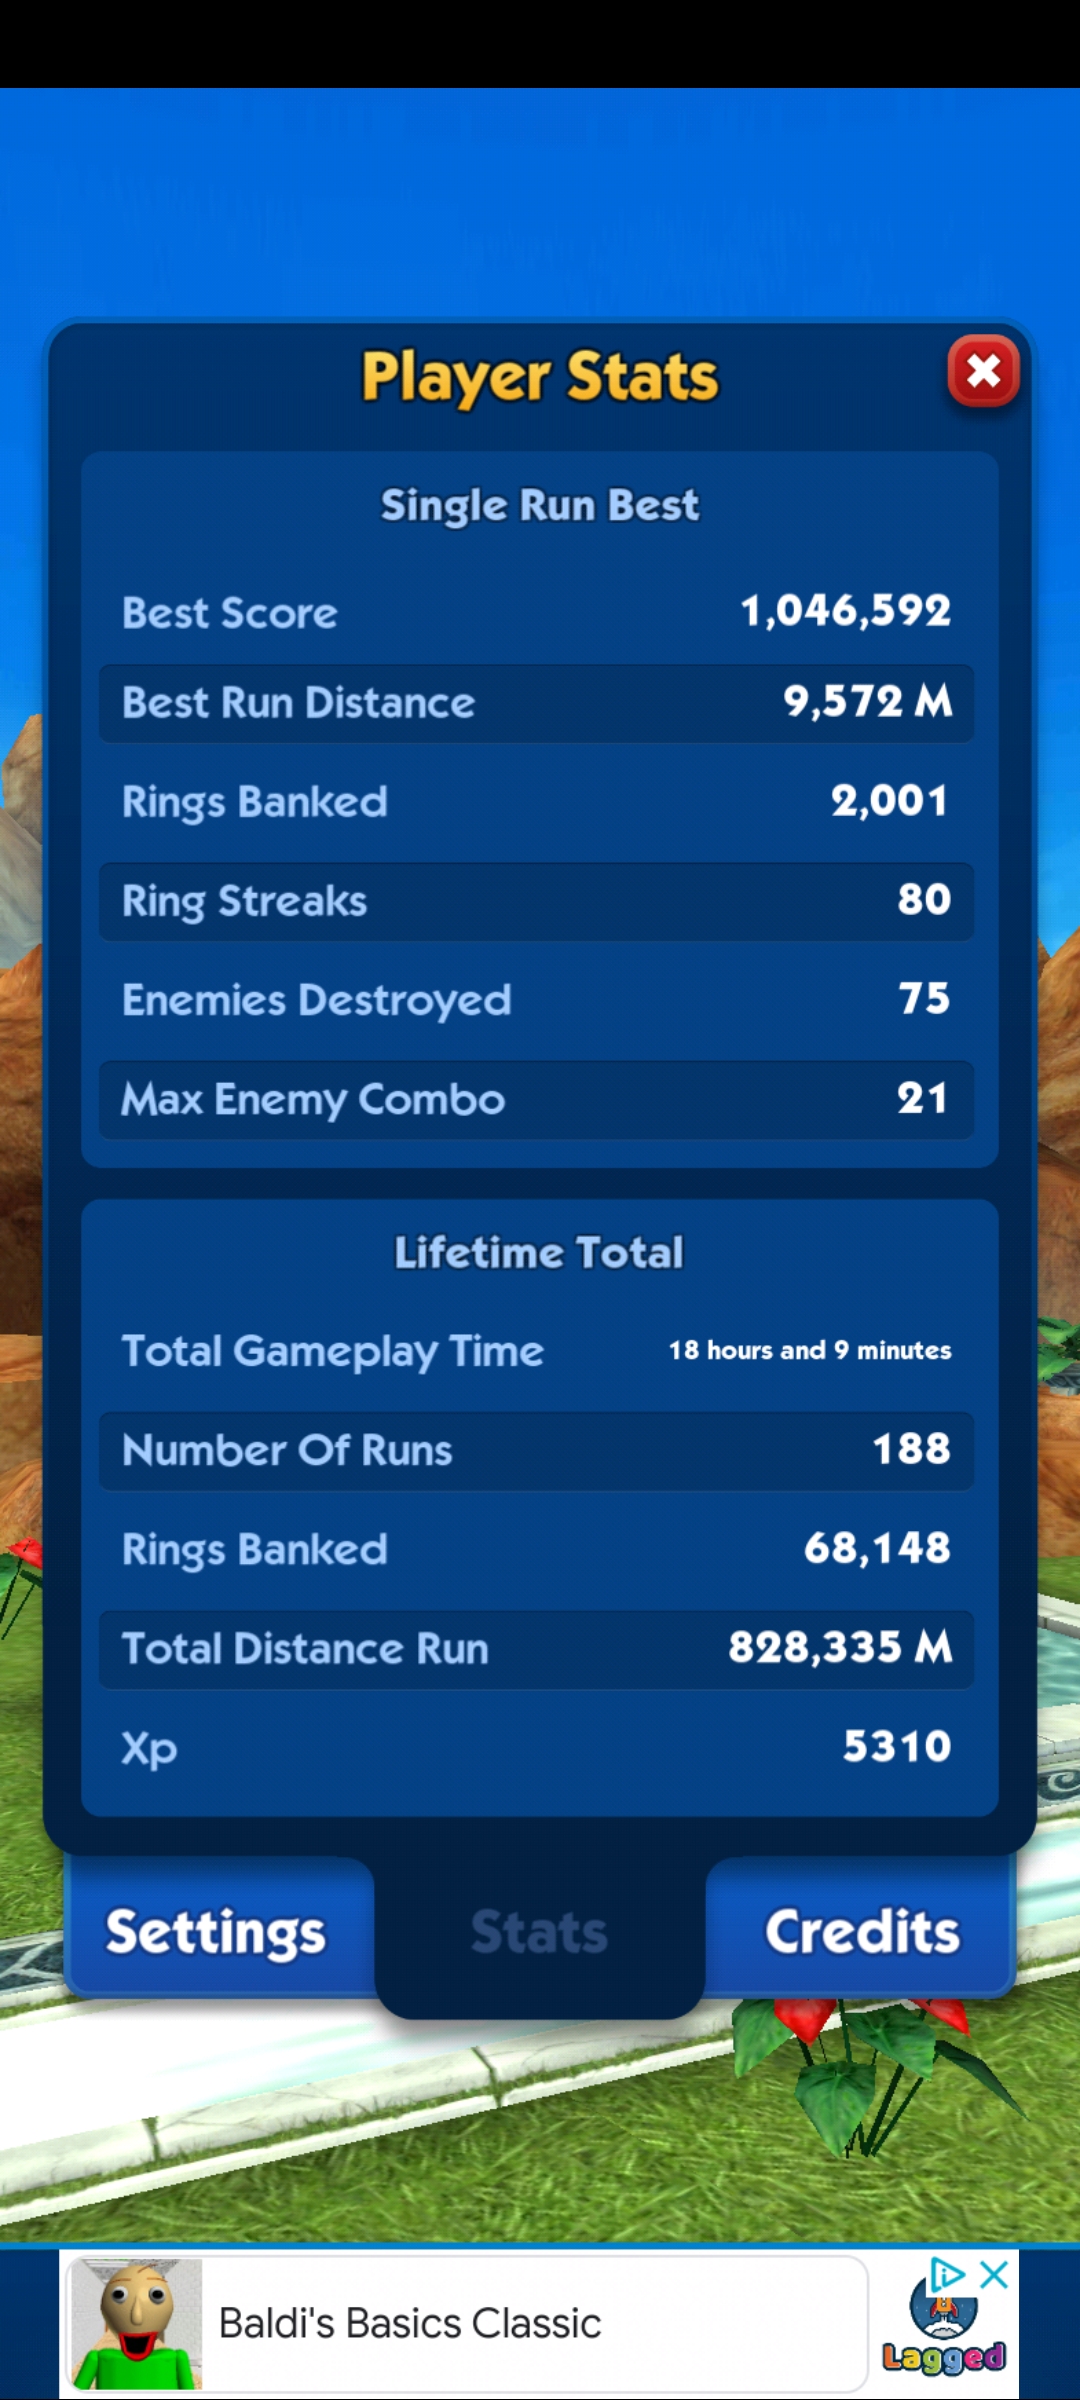 Player Stats
Single Run Best
Best Score 1,046,592
Best Run Distance 9,572 M
Rings Banked 2,001
Ring Streaks 80
Enemies Destroyed 75
Max Enemy Combo 21
Lifetime Total
Total Gameplay Time 18 hours and 9 minutes
Number Of Runs 188
Rings Banked 68,148
Total Distance Run 828,335 M
Xp 5310
Settings Stats Credits
Baldi's Basics Classic
Lagged